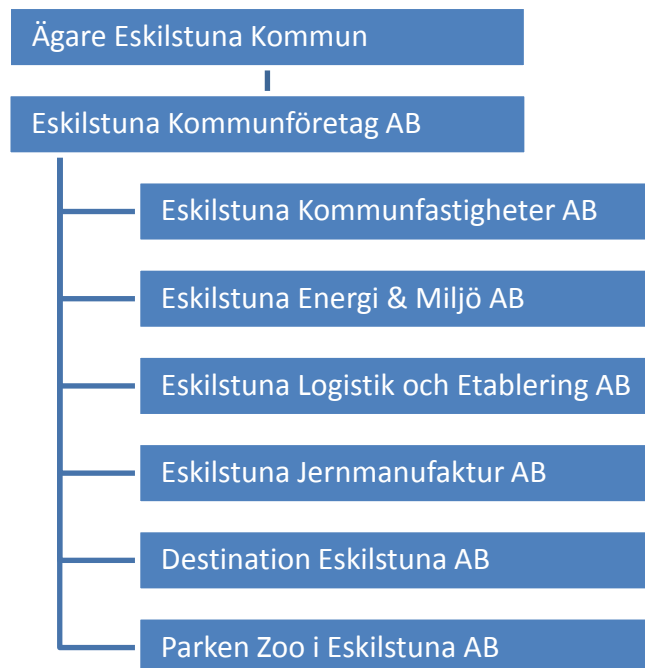 Ägare Eskilstuna Kommun
Eskilstuna Kommunföretag AB
Eskilstuna Kommunfastigheter AB
Eskilstuna Energi & Miljö AB
Eskilstuna Logistik och Etablering AB
Eskilstuna Jernmanufaktur AB
Destination Eskilstuna AB
Parken Zoo i Eskilstuna AB